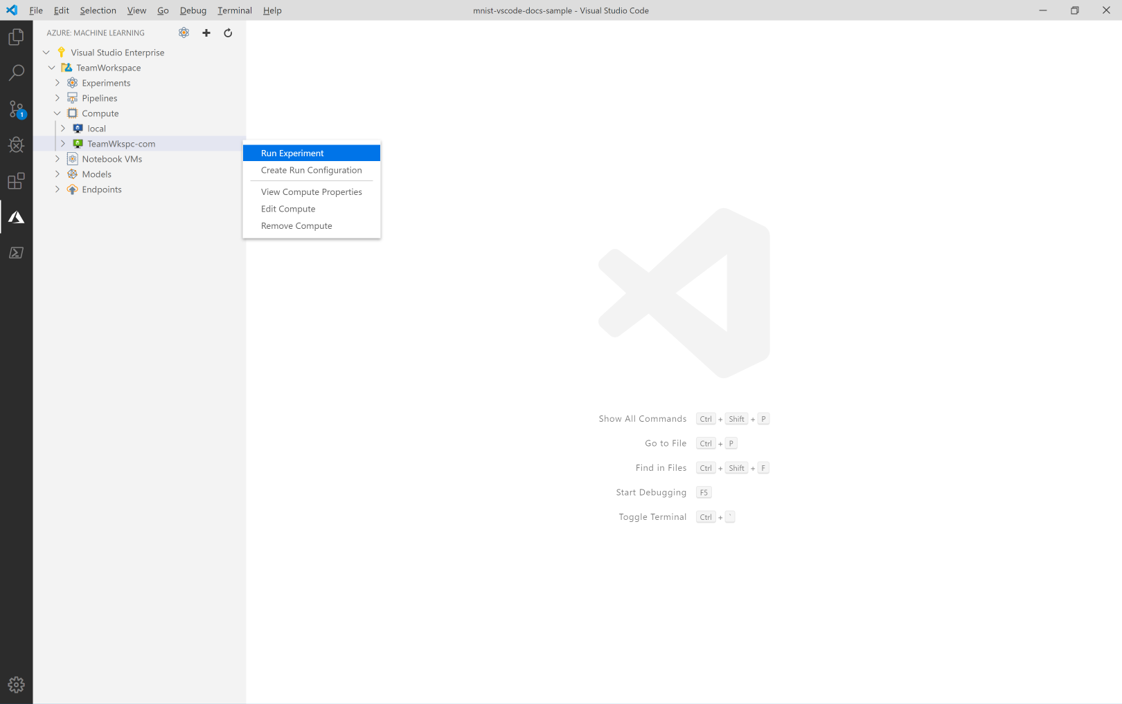 File Edit Selection View Go Debug Terminal Help
mnist-vscode-docs-sample - Visual Studio Code
AZURE: MACHINE LEARNING
Visual Studio Enterprise
TeamWorkspace
Experiments
Pipelines
Compute
local
TeamWkspc-com
Notebook VMs
Models
Endpoints
1
Run Experiment
Create Run Configuration
View Compute Properties
Edit Compute
Remove Compute
Show All Commands Ctrl + Shift + P
Go to File Ctrl + P
Find in Files Ctrl + Shift + F
Start Debugging F5
Toggle Terminal Ctrl + `